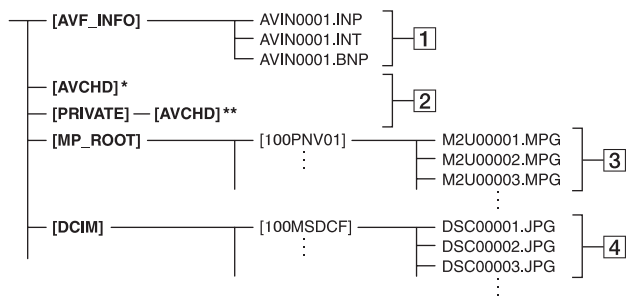 [AVF_INFO] AVIN0001.INP
AVIN0001.INT 1
AVIN0001.BNP
[AVCHD]* 2
[PRIVATE] [AVCHD]**
[MP_ROOT] [100PNV01] M2U00001.MPG
M2U00002.MPG 3
M2U00003.MPG
[DCIM] [100MSDCF] DSC00001.JPG
DSC00002.JPG 4
DSC00003.JPG